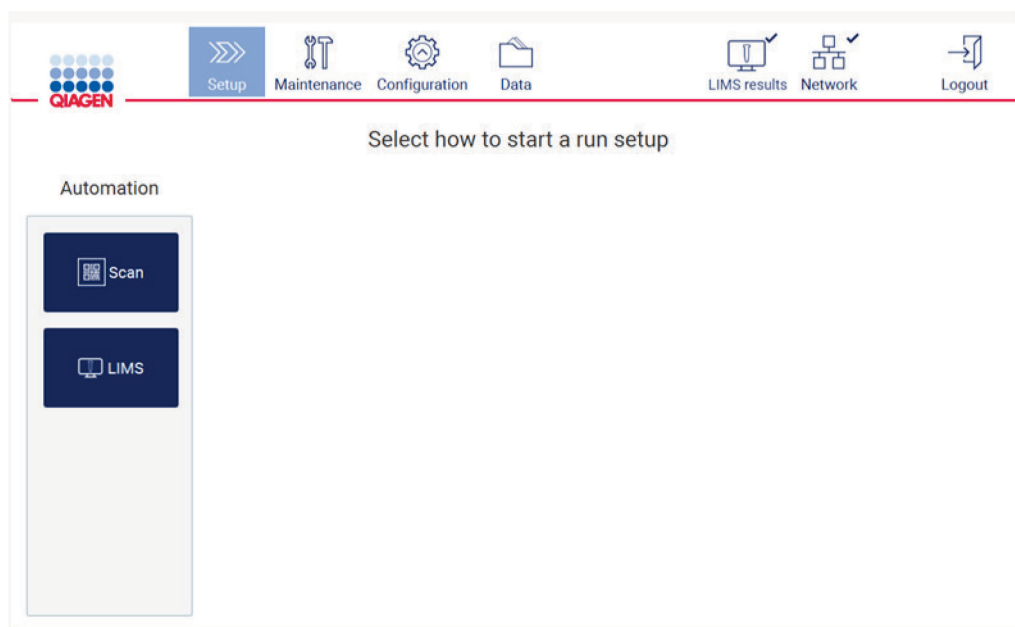 QIAGEN
Setup Maintenance Configuration Data LIMS results Network Logout
Select how to start a run setup
Automation
Scan
LIMS